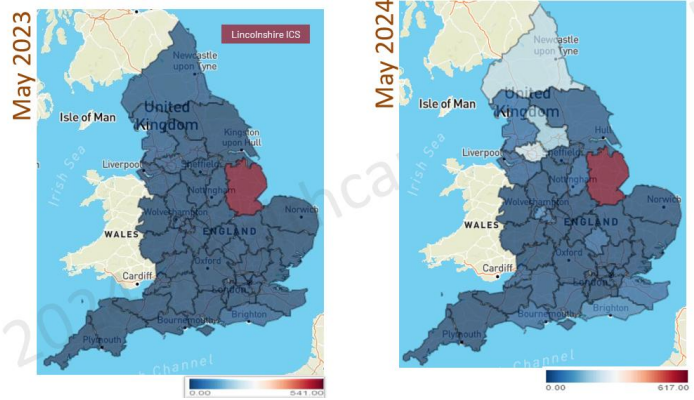 May 2023
Lincolnshire ICS
Newcastle
upon Tyne
United
Kingdom
Isle of Man
Kingston
upon Hull
Irish Sea
Liverpool
Sheffield
Nottingham
Wolverhampton
Norwich
WALES
ENGLAND
Oxford
Cardiff
London
Bournemouth
Brighton
Plymouth
Channel
0.00
541.00
May 2024
Newcastle
upon Tyne
United
Kingdom
Isle of Man
Hull
Irish Sea
Liverpool
Sheffield
Nottingham
Wolverhampton
Norwich
WALES
ENGLAND
Oxford
Cardiff
London
Bournemouth
Brighton
Plymouth
Channel
0.00
617.00